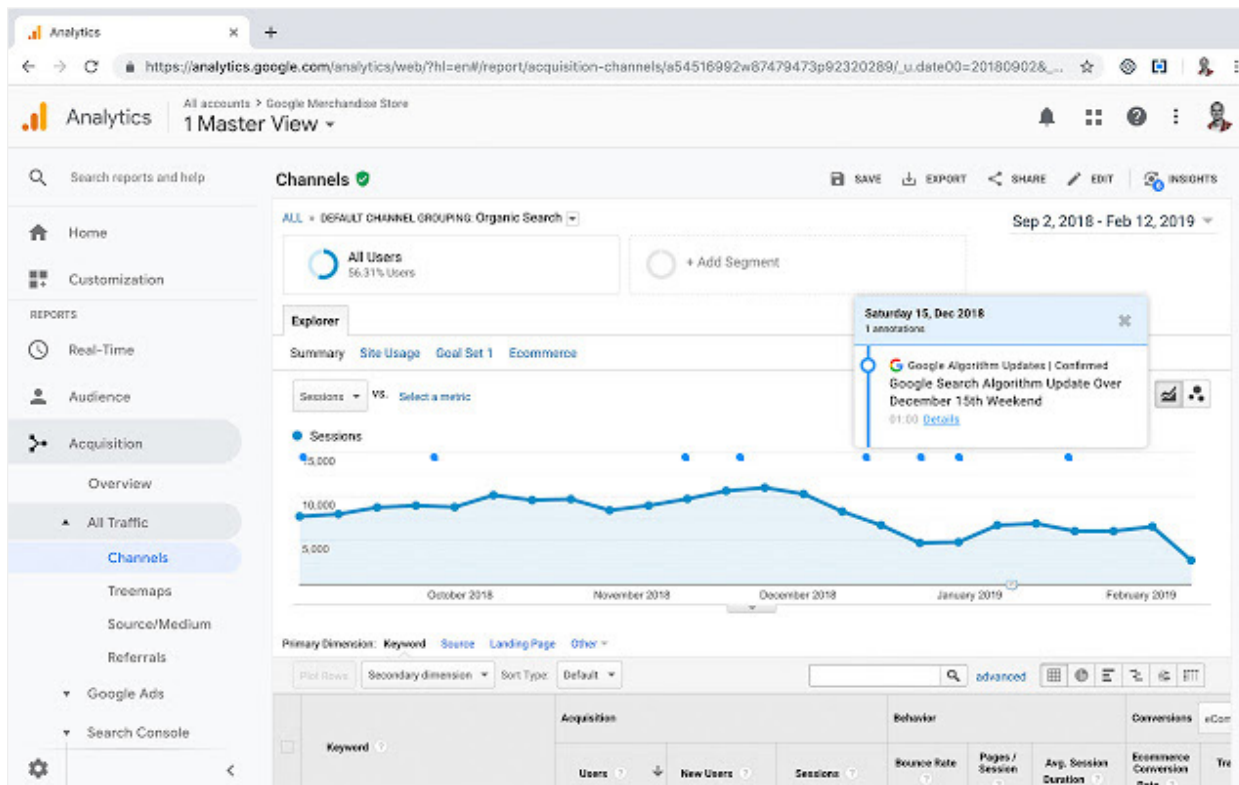 Analytics
https://analytics.google.com/analytics/web/?hl=en#/report/acquisition-channels/a54516992w87479473p92320289/_u.date00=20180902&_...
Analytics
All accounts > Google Merchandise Store
1 Master View
Search reports and help
Home
Customization
REPORTS
Real-Time
Audience
Acquisition
Overview
All Traffic
Channels
Treemaps
Source/Medium
Referrals
Google Ads
Search Console
Channels
SAVE
EXPORT
SHARE
EDIT
INSIGHTS
ALL » DEFAULT CHANNEL GROUPING: Organic Search
Sep 2, 2018 - Feb 12, 2019
All Users
56.31% Users
+ Add Segment
Explorer
Summary Site Usage Goal Set 1 Ecommerce
Saturday 15, Dec 2018
1 annotations
Google Algorithm Updates | Confirmed
Google Search Algorithm Update Over
December 15th Weekend
01:00 Details
Sessions VS. Select a metric
Sessions
15,000
10,000
5,000
October 2018 November 2018 December 2018 January 2019 February 2019
Primary Dimension: Keyword Source Landing Page Other
Plot Rows Secondary dimension Sort Type: Default advanced
Acquisition Behavior Conversions eCom
Keyword
Users New Users Sessions Bounce Rate Pages / Session Avg. Session Duration Ecommerce Conversion Rate Tra